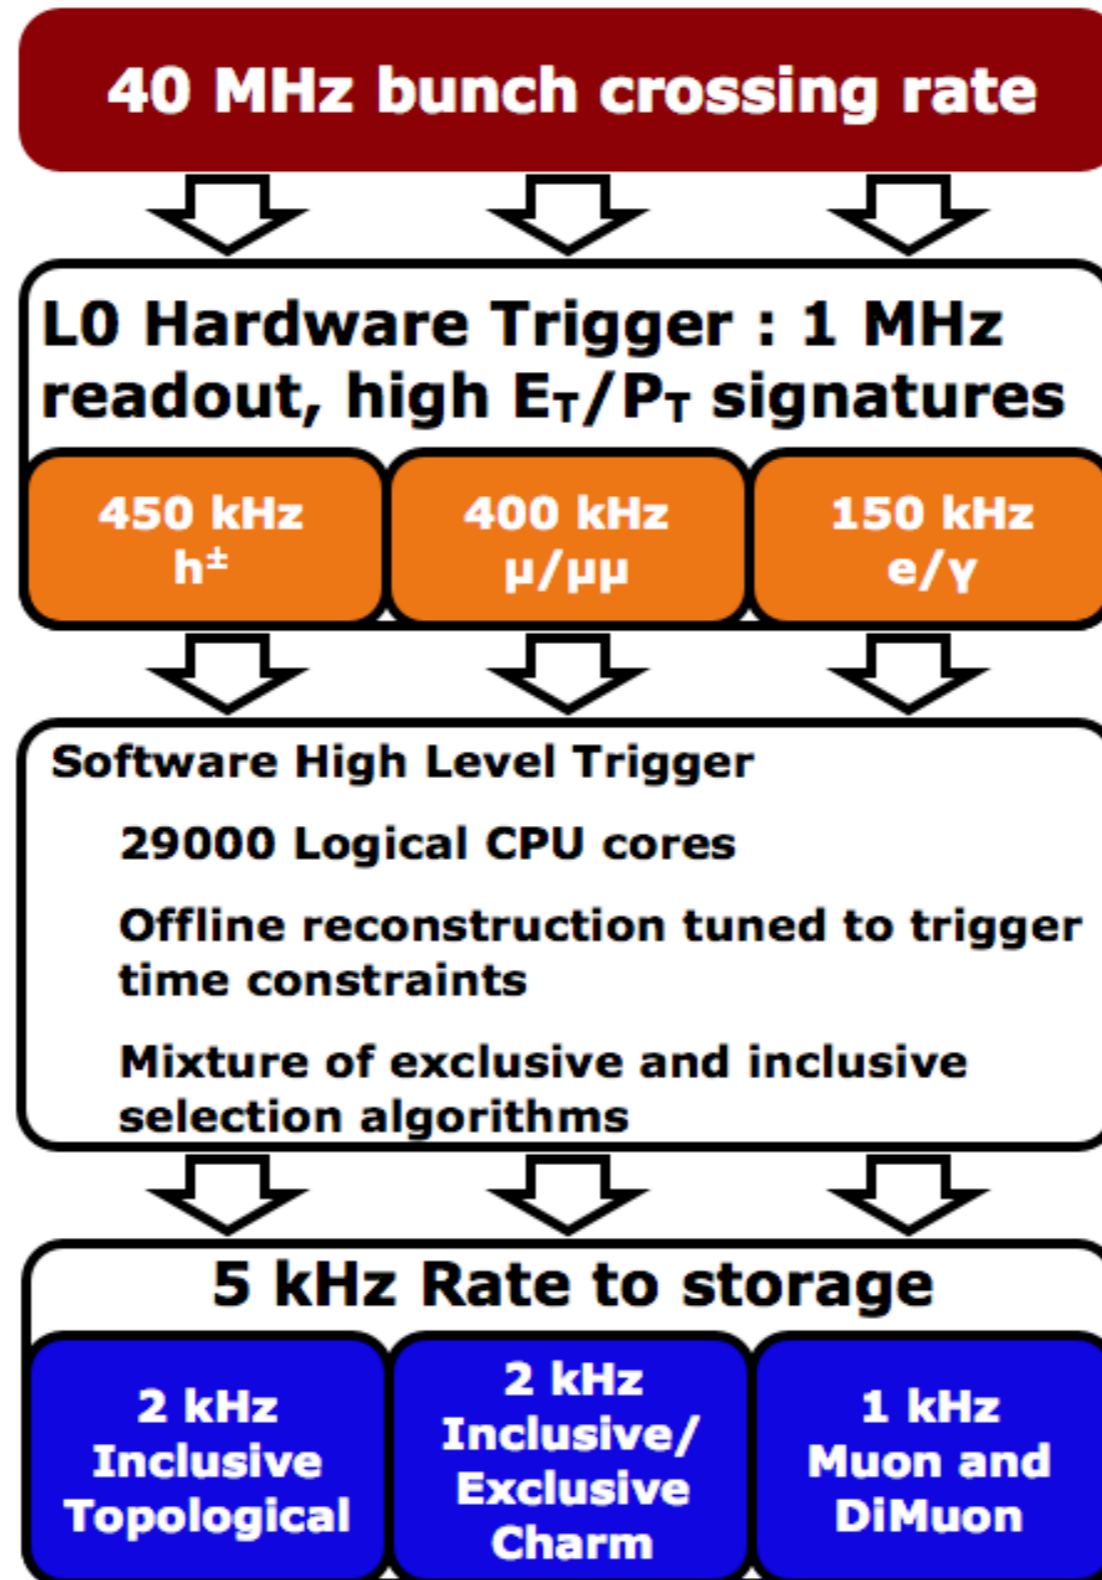 40 MHz bunch crossing rate
L0 Hardware Trigger : 1 MHz
readout, high E_T/P_T signatures
450 kHz
h±
400 kHz
μ/μμ
150 kHz
e/γ
Software High Level Trigger
29000 Logical CPU cores
Offline reconstruction tuned to trigger
time constraints
Mixture of exclusive and inclusive
selection algorithms
5 kHz Rate to storage
2 kHz
Inclusive
Topological
2 kHz
Inclusive/
Exclusive
Charm
1 kHz
Muon and
DiMuon